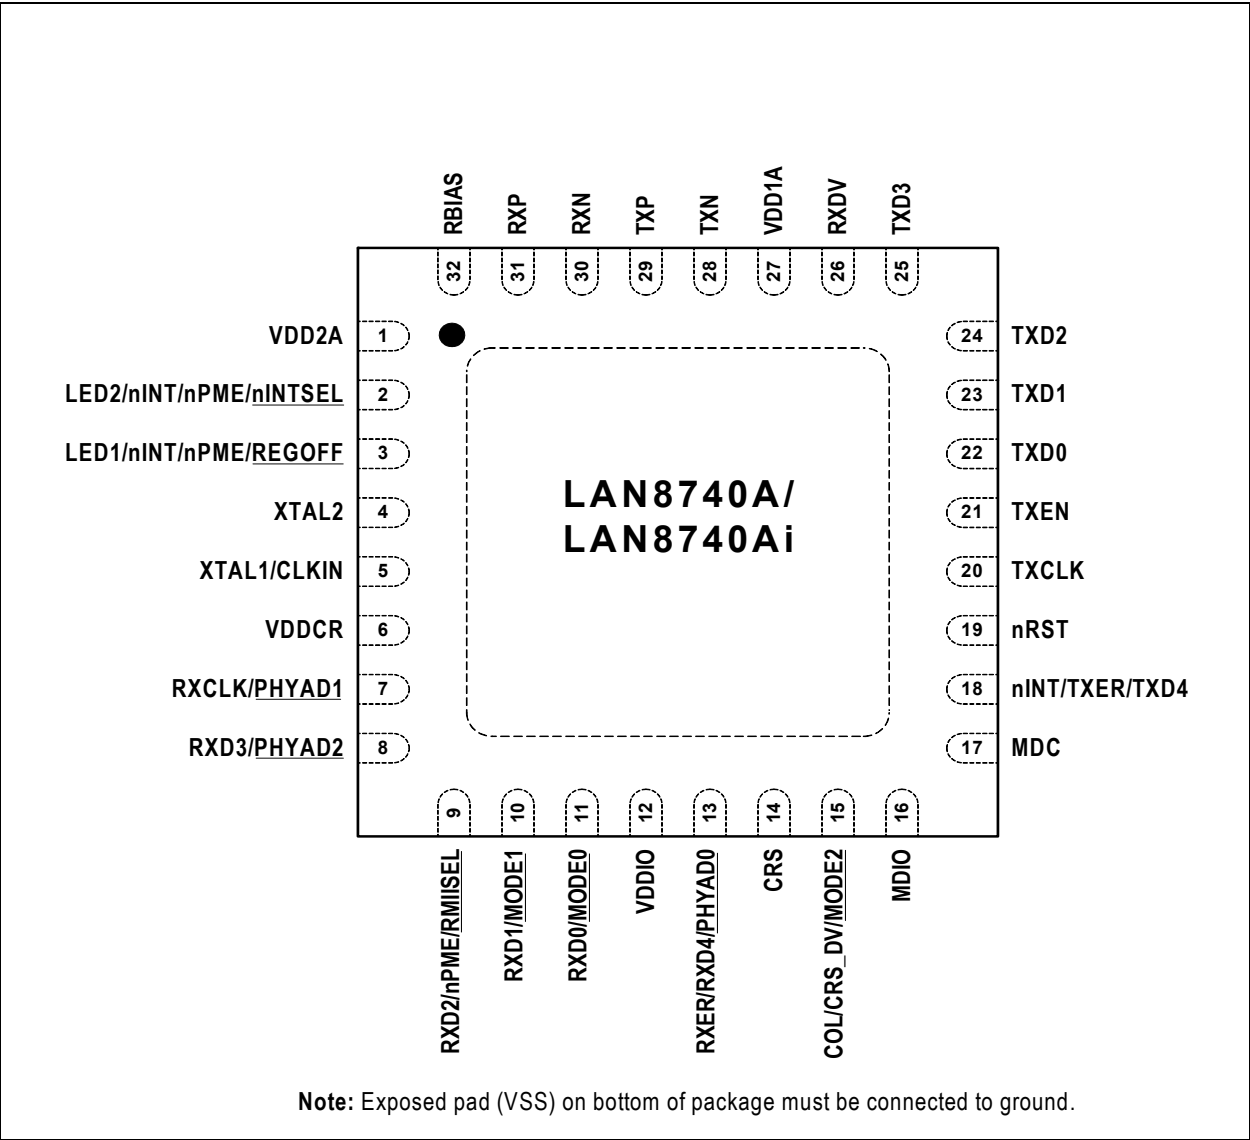 RBIAS
RXP
RXN
TXP
TXN
VDD1A
RXDV
TXD3
32
31
30
29
28
27
26
25
VDD2A 1
LED2/nINT/nPME/nINTSEL 2
LED1/nINT/nPME/REGOFF 3
XTAL2 4
XTAL1/CLKIN 5
VDDCR 6
RXCLK/PHYAD1 7
RXD3/PHYAD2 8
LAN8740A/
LAN8740Ai
24 TXD2
23 TXD1
22 TXD0
21 TXEN
20 TXCLK
19 nRST
18 nINT/TXER/TXD4
17 MDC
9
10
11
12
13
14
15
16
RXD2/nPME/RMIISEL
RXD1/MODE1
RXD0/MODE0
VDDIO
RXER/RXD4/PHYAD0
CRS
COL/CRS_DV/MODE2
MDIO
Note: Exposed pad (VSS) on bottom of package must be connected to ground.